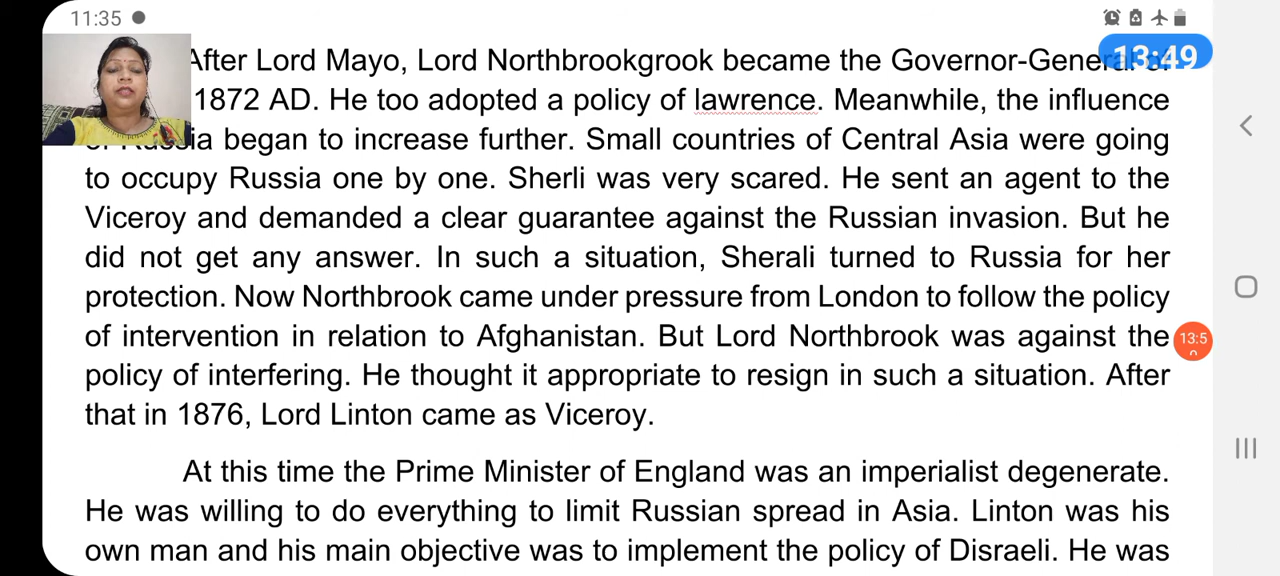 11:35
After Lord Mayo, Lord Northbrookgrook became the Governor-General of
13:49
1872 AD. He too adopted a policy of lawrence. Meanwhile, the influence
of Russia began to increase further. Small countries of Central Asia were going
to occupy Russia one by one. Sherli was very scared. He sent an agent to the
Viceroy and demanded a clear guarantee against the Russian invasion. But he
did not get any answer. In such a situation, Sherali turned to Russia for her
protection. Now Northbrook came under pressure from London to follow the policy
of intervention in relation to Afghanistan. But Lord Northbrook was against the
13:5
policy of interfering. He thought it appropriate to resign in such a situation. After
that in 1876, Lord Linton came as Viceroy.
At this time the Prime Minister of England was an imperialist degenerate.
He was willing to do everything to limit Russian spread in Asia. Linton was his
own man and his main objective was to implement the policy of Disraeli. He was